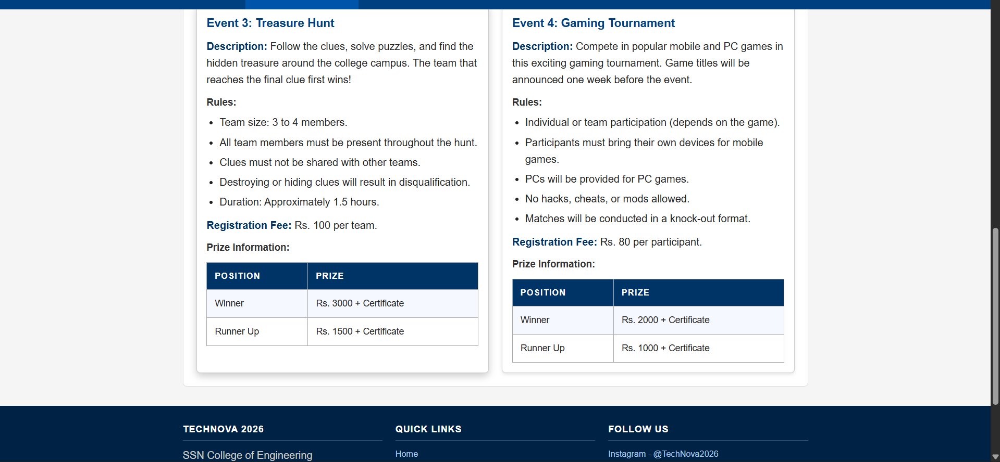 Event 3: Treasure Hunt
Description: Follow the clues, solve puzzles, and find the
hidden treasure around the college campus. The team that
reaches the final clue first wins!
Rules:
• Team size: 3 to 4 members.
• All team members must be present throughout the hunt.
• Clues must not be shared with other teams.
• Destroying or hiding clues will result in disqualification.
• Duration: Approximately 1.5 hours.
Registration Fee: Rs. 100 per team.
Prize Information:
POSITION PRIZE
Winner Rs. 3000 + Certificate
Runner Up Rs. 1500 + Certificate
Event 4: Gaming Tournament
Description: Compete in popular mobile and PC games in
this exciting gaming tournament. Game titles will be
announced one week before the event.
Rules:
• Individual or team participation (depends on the game).
• Participants must bring their own devices for mobile
games.
• PCs will be provided for PC games.
• No hacks, cheats, or mods allowed.
• Matches will be conducted in a knock-out format.
Registration Fee: Rs. 80 per participant.
Prize Information:
POSITION PRIZE
Winner Rs. 2000 + Certificate
Runner Up Rs. 1000 + Certificate
TECHNOVA 2026
SSN College of Engineering
QUICK LINKS
Home
FOLLOW US
Instagram - @TechNova2026